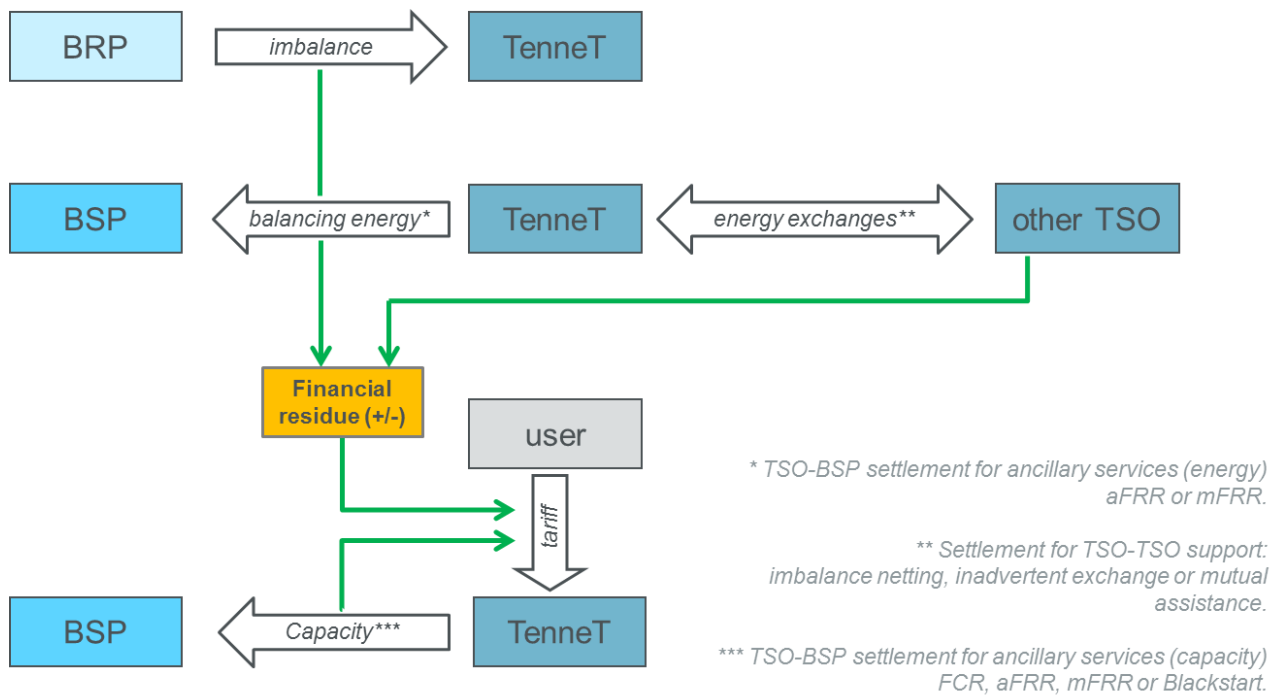 BRP
imbalance
TenneT
BSP
balancing energy*
TenneT
energy exchanges**
other TSO
Financial
residue (+/-)
user
tariff
* TSO-BSP settlement for ancillary services (energy)
aFRR or mFRR.
** Settlement for TSO-TSO support:
imbalance netting, inadvertent exchange or mutual
assistance.
BSP
Capacity***
TenneT
*** TSO-BSP settlement for ancillary services (capacity)
FCR, aFRR, mFRR or Blackstart.